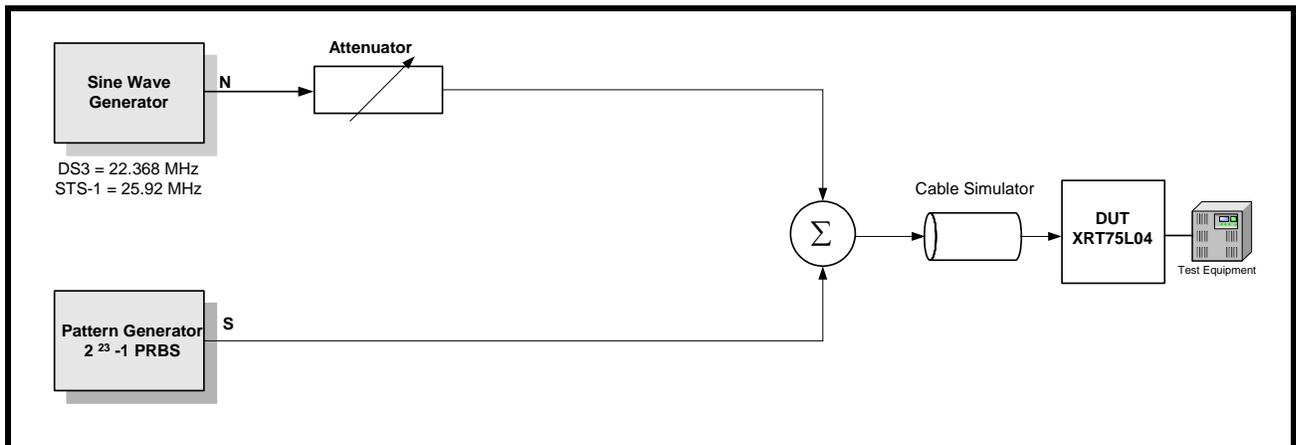 Attenuator
Sine Wave
Generator
N
DS3 = 22.368 MHz
STS-1 = 25.92 MHz
Cable Simulator
Σ
DUT
XRT75L04
Test Equipment
Pattern Generator
2 ²³ -1 PRBS
S